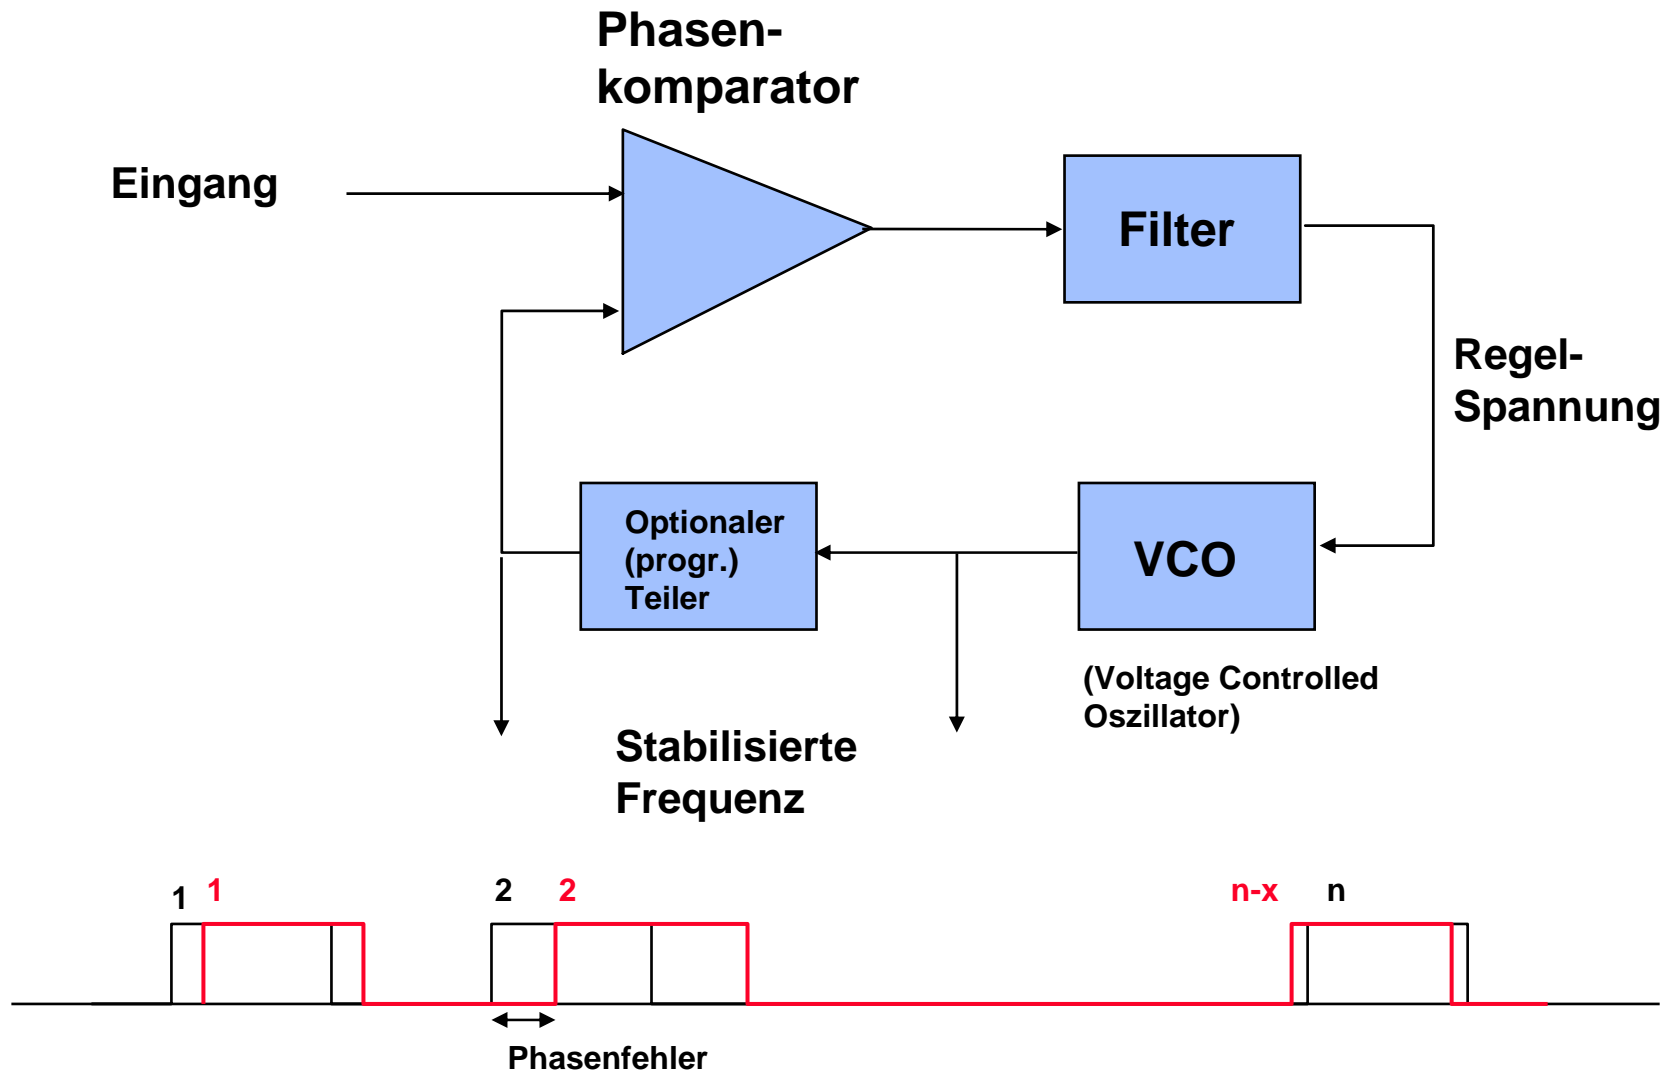 Phasen-
komparator
Eingang
Filter
Regel-
Spannung
Optionaler
(progr.)
Teiler
VCO
(Voltage Controlled
Oszillator)
Stabilisierte
Frequenz
1 1 2 2 n-x n
Phasenfehler